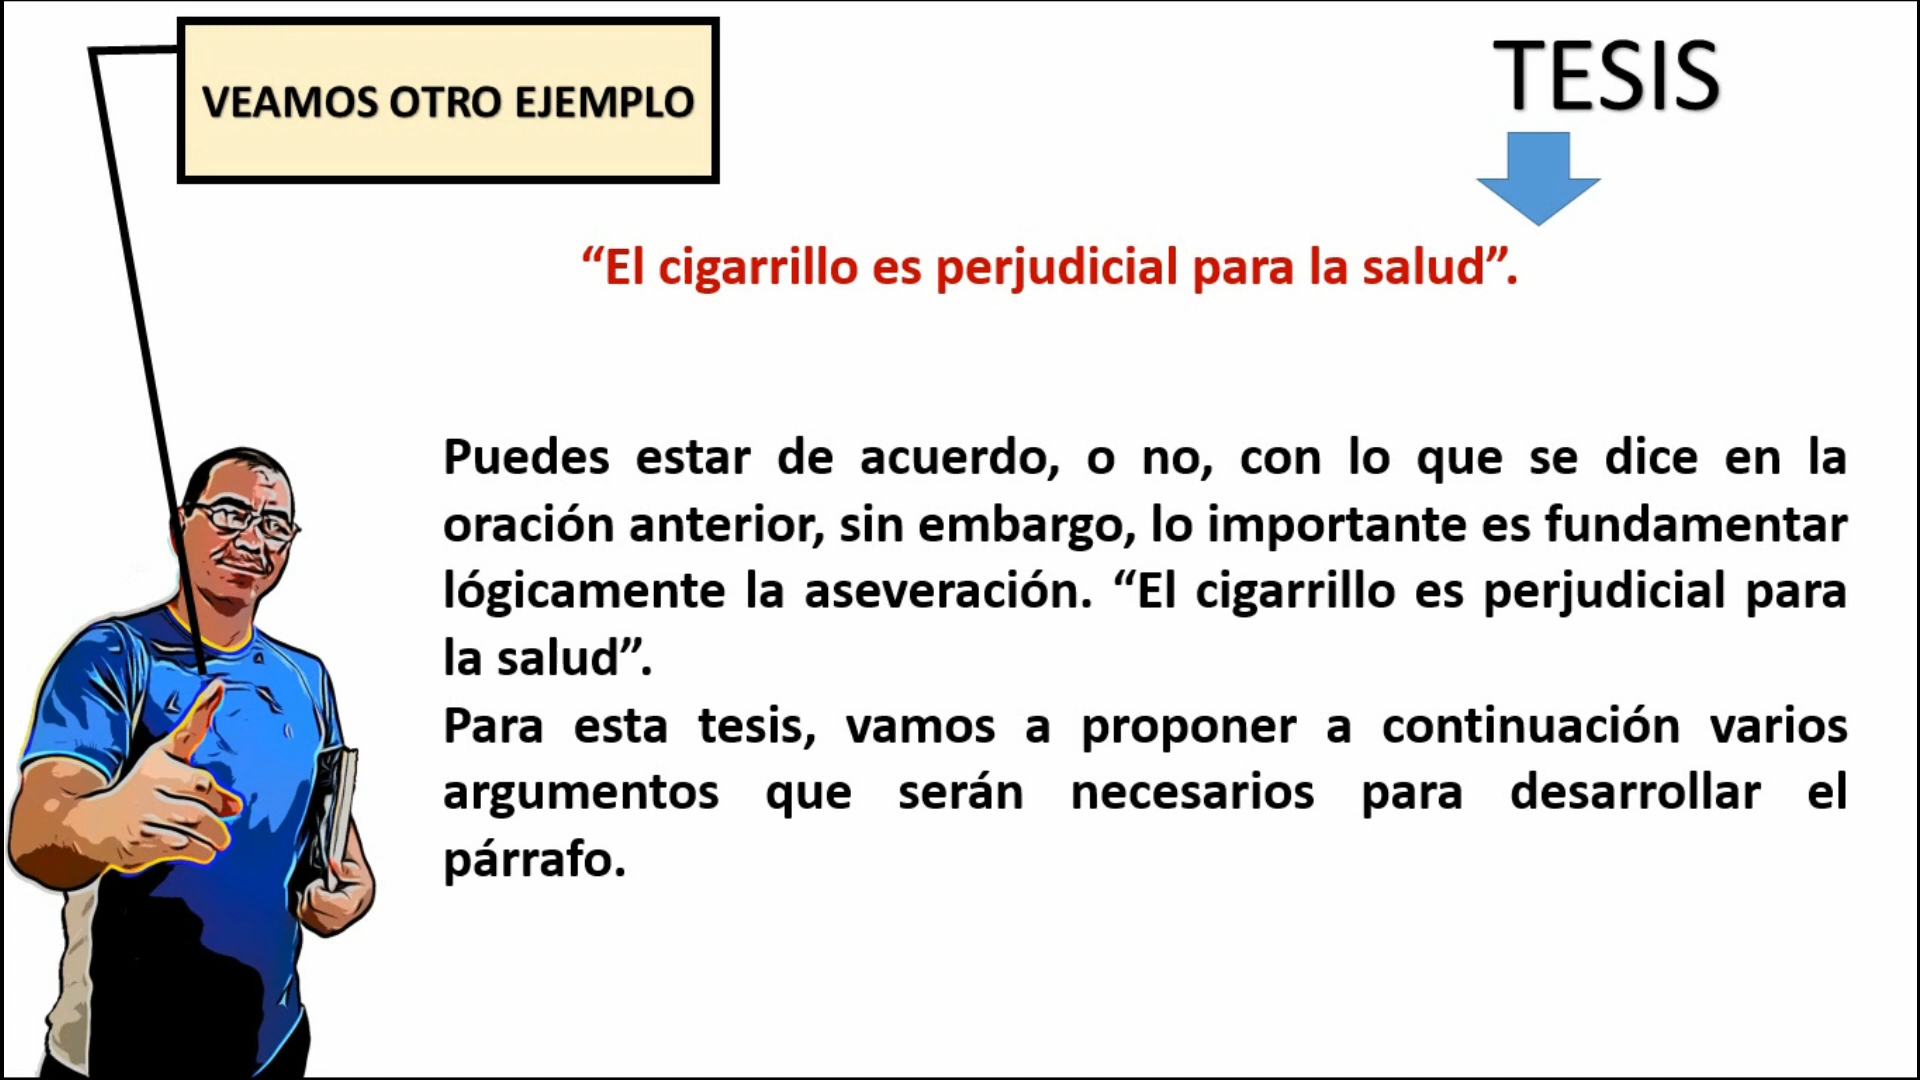 VEAMOS OTRO EJEMPLO
TESIS
“El cigarrillo es perjudicial para la salud”.
Puedes estar de acuerdo, o no, con lo que se dice en la
oración anterior, sin embargo, lo importante es fundamentar
lógicamente la aseveración. “El cigarrillo es perjudicial para
la salud”.
Para esta tesis, vamos a proponer a continuación varios
argumentos que serán necesarios para desarrollar el
párrafo.